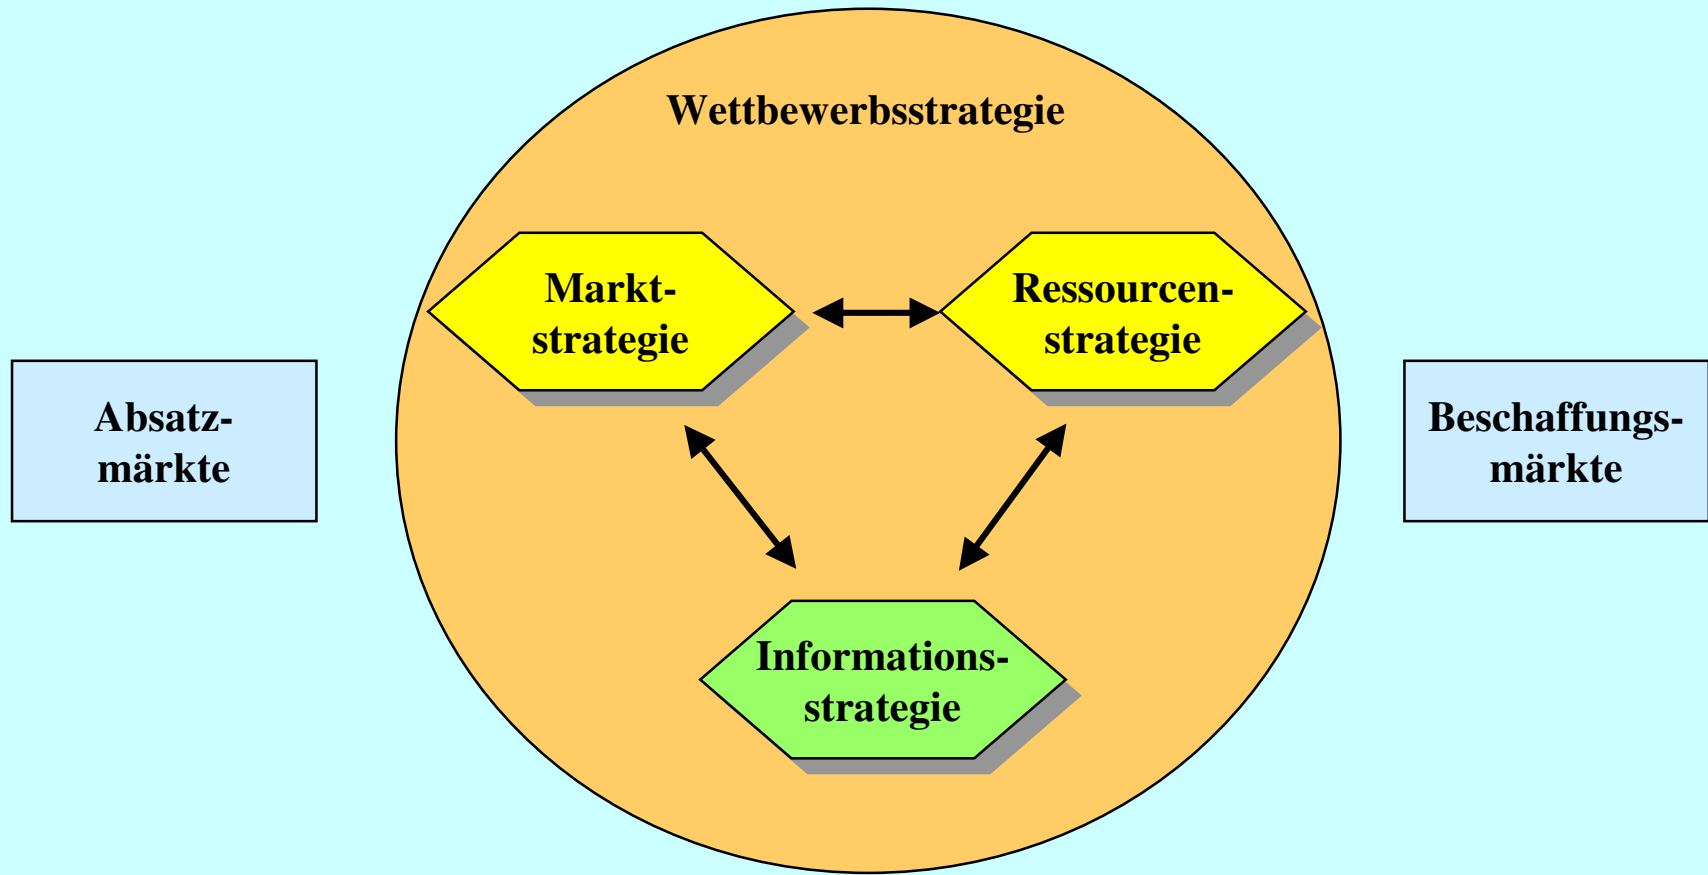 Wettbewerbsstrategie
Markt-
strategie
Ressourcen-
strategie
Absatz-
märkte
Beschaffungs-
märkte
Informations-
strategie